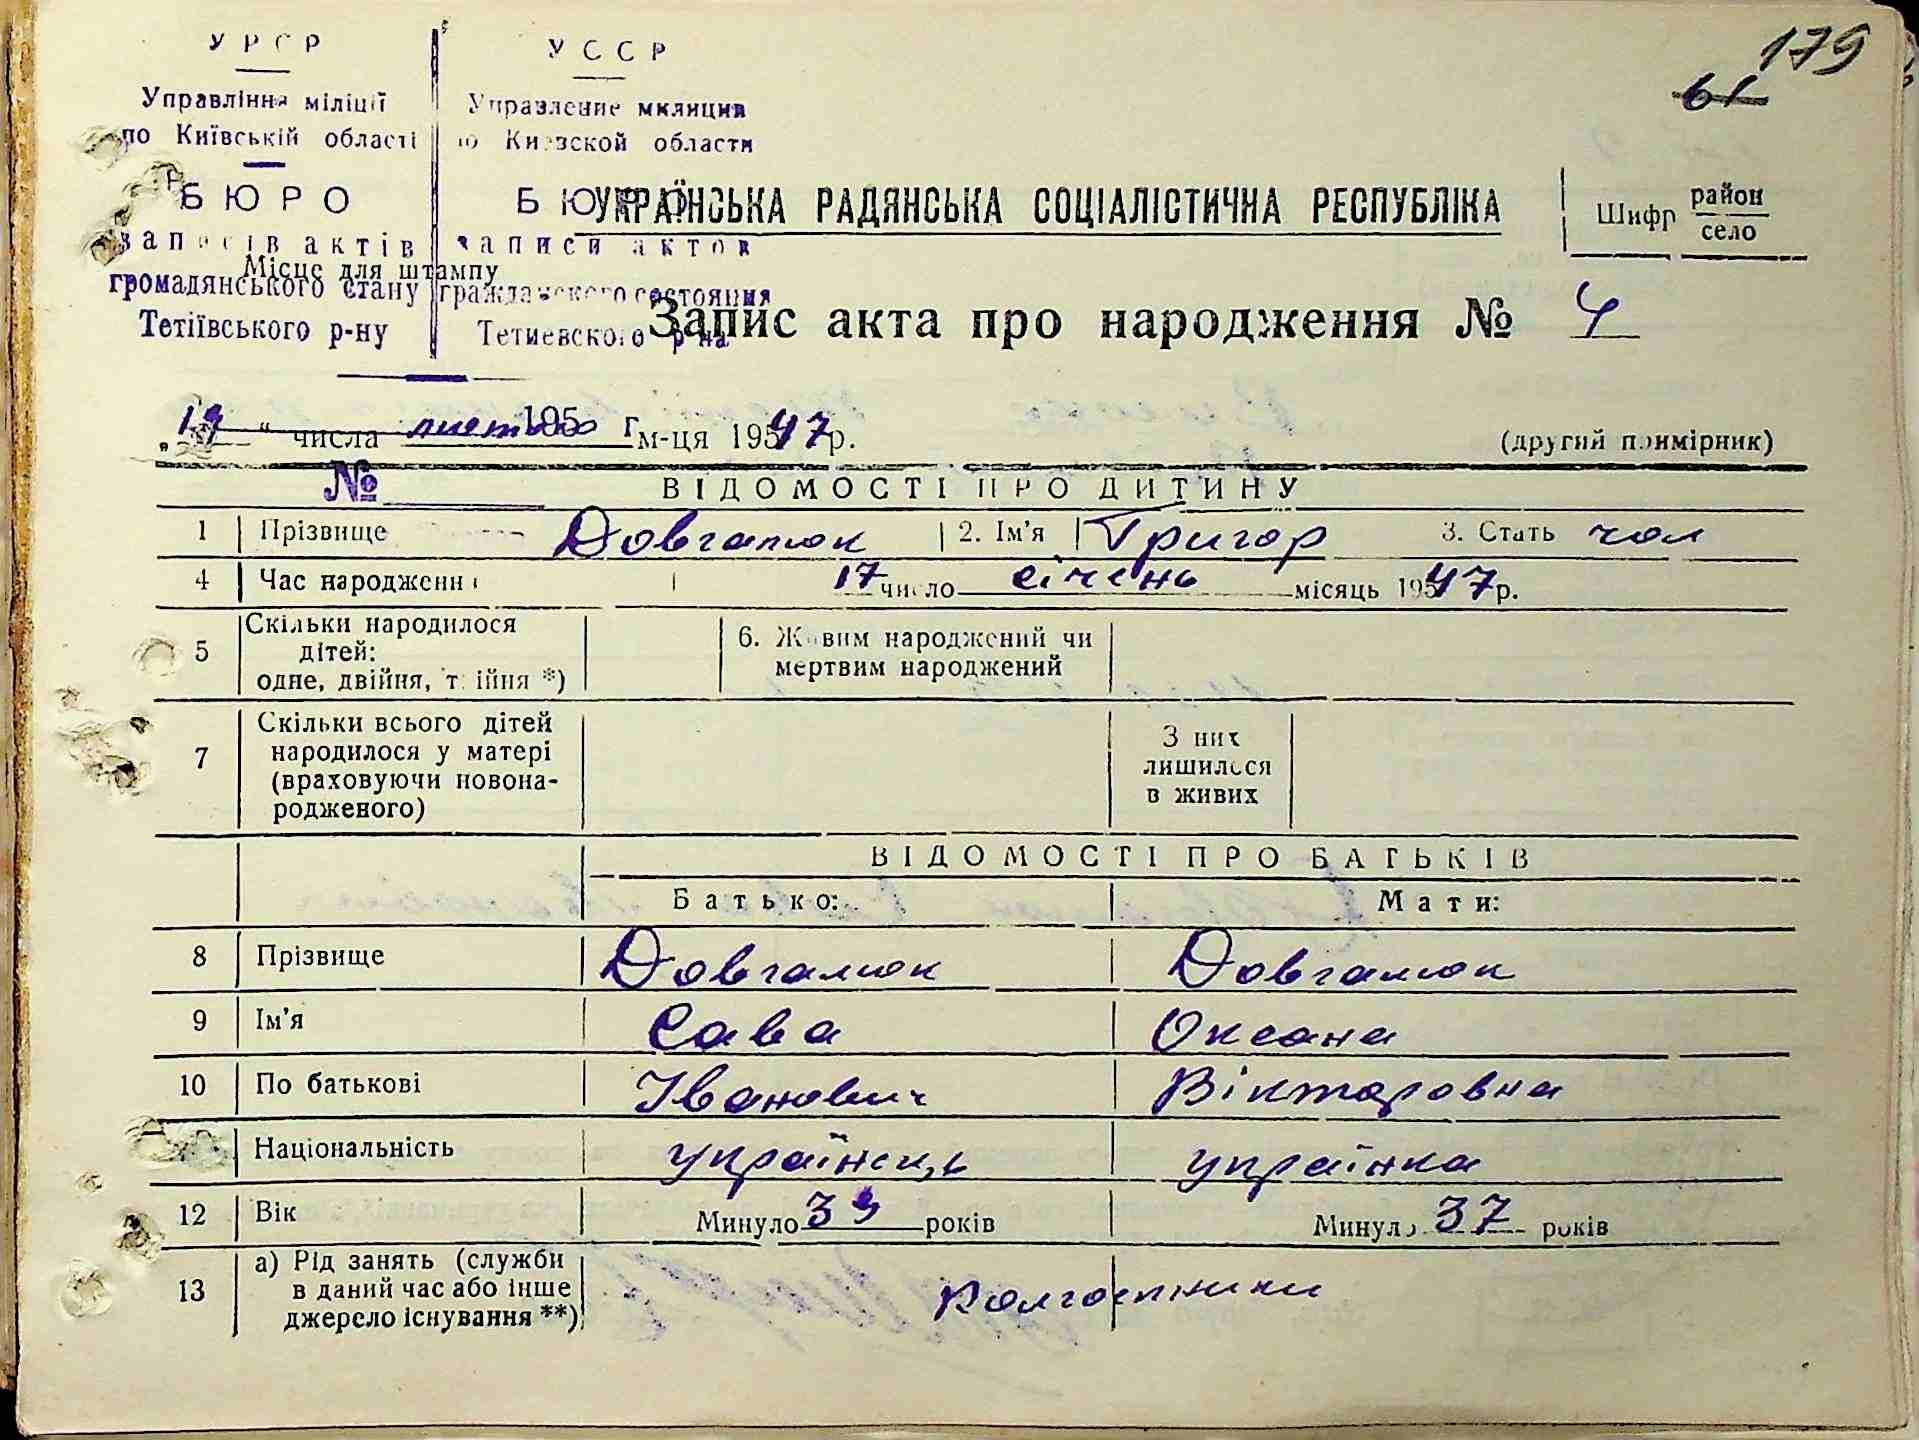 179
61
УРСР
Управління міліції
по Київській області
БЮРО
записів актів
громадянського стану
Тетіївського р-ну
УССР
Управление милиции
по Киевской области
БЮРО
записи актов
гражданского состояния
Тетиевского р на
195 г
№
УКРАЇНСЬКА РАДЯНСЬКА СОЦІАЛІСТИЧНА РЕСПУБЛІКА
Шифр район
село
Місце для штампу
Запис акта про народження № 4
„19“ числа м-ця 1947 р.
(другий примірник)
ВІДОМОСТІ ПРО ДИТИНУ
1 Прізвище Довгалюк 2. Ім'я Григор 3. Стать чол
4 Час народження 17 число січень місяць 1947 р.
5 Скільки народилося
дітей:
одне, двійня, трійня *)
6. Живим народжений чи
мертвим народжений
7 Скільки всього дітей
народилося у матері
(враховуючи новона-
родженого)
З них
лишилося
в живих
ВІДОМОСТІ ПРО БАТЬКІВ
Батько: Мати:
8 Прізвище Довгалюк Довгалюк
9 Ім'я Сава Оксана
10 По батькові Іванович Вікторовна
Національність українець українка
12 Вік Минуло 39 років Минуло 37 років
13 а) Рід занять (служби
в даний час або інше
джерело існування **)
Колгоспники